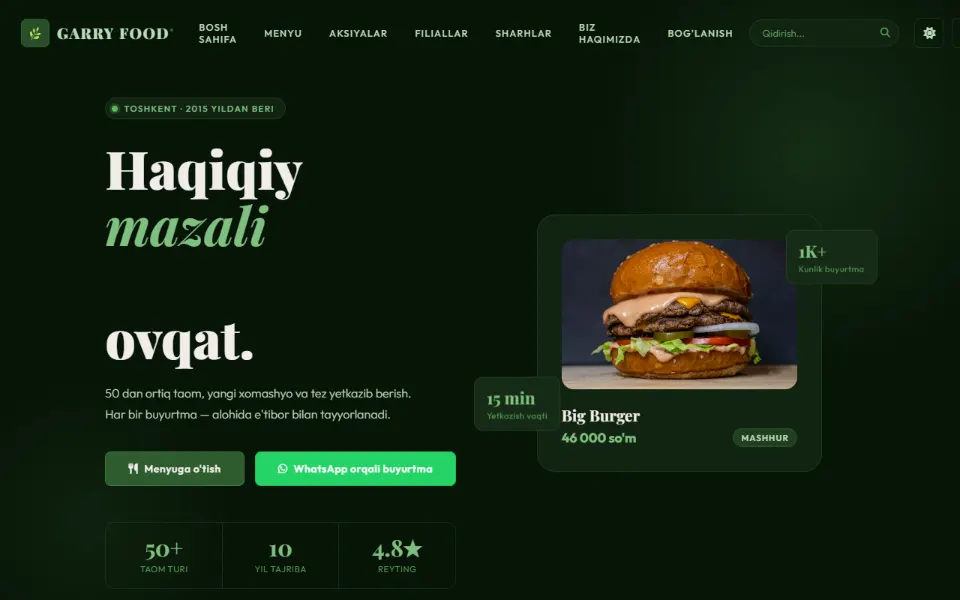 GARRY FOOD
BOSH SAHIFA
MENYU
AKSIYALAR
FILIALLAR
SHARHLAR
BIZ HAQIMIZDA
BOG'LANISH
Qidirish...
TOSHKENT · 2015 YILDAN BERI
Haqiqiy
mazali
ovqat.
50 dan ortiq taom, yangi xomashyo va tez yetkazib berish.
Har bir buyurtma — alohida e'tibor bilan tayyorlanadi.
Menyuga o'tish
WhatsApp orqali buyurtma
50+
TAOM TURI
10
YIL TAJRIBA
4.8★
REYTING
1K+
Kunlik buyurtma
15 min
Yetkazish vaqti
Big Burger
46 000 so'm
MASHHUR